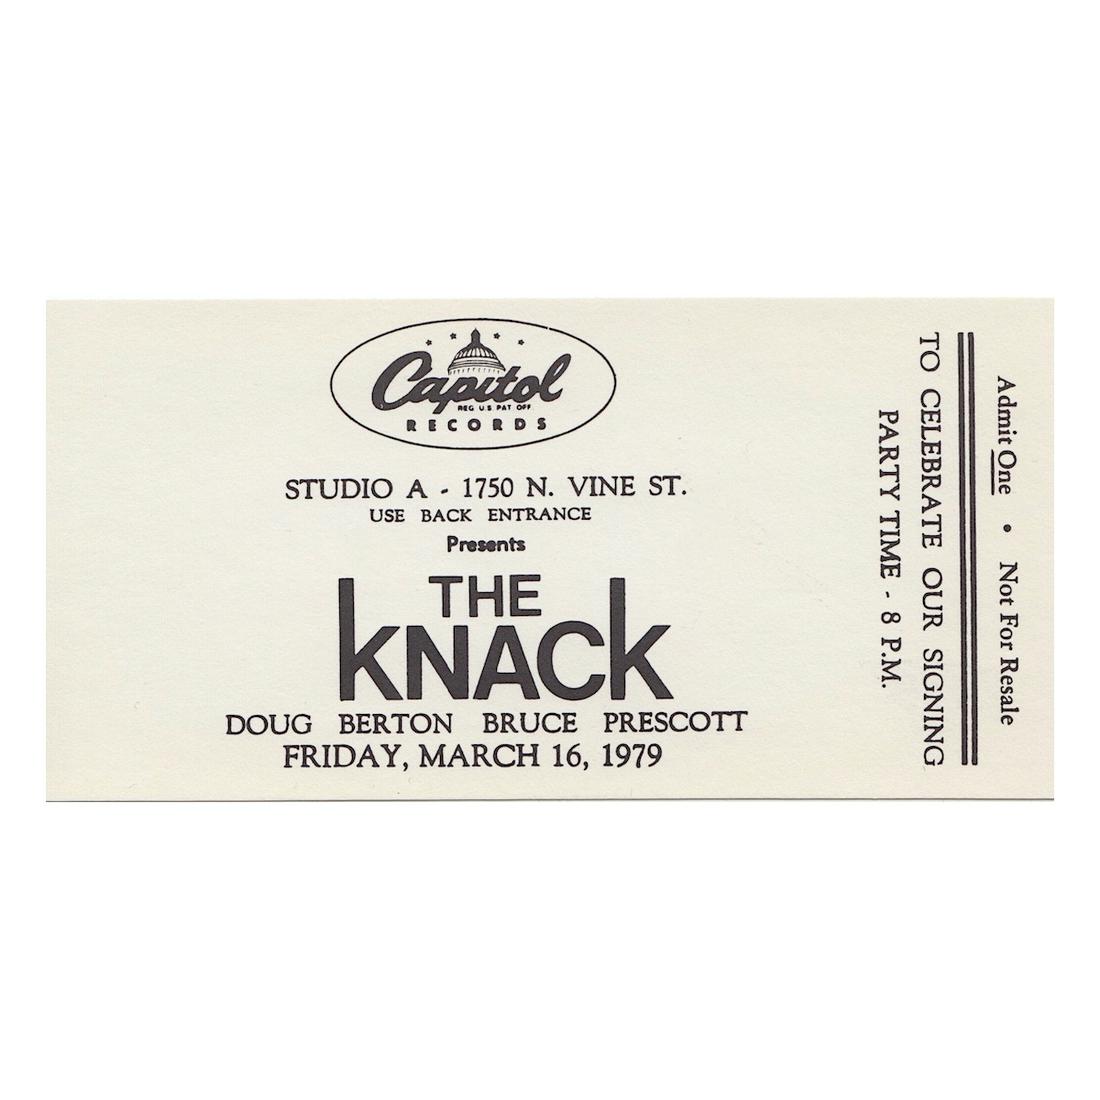 Capitol
REG U.S. PAT OFF
RECORDS
STUDIO A - 1750 N. VINE ST.
USE BACK ENTRANCE
Presents
THE
KNACK
DOUG BERTON BRUCE PRESCOTT
FRIDAY, MARCH 16, 1979
TO CELEBRATE OUR SIGNING
PARTY TIME - 8 P.M.
Admit One • Not For Resale